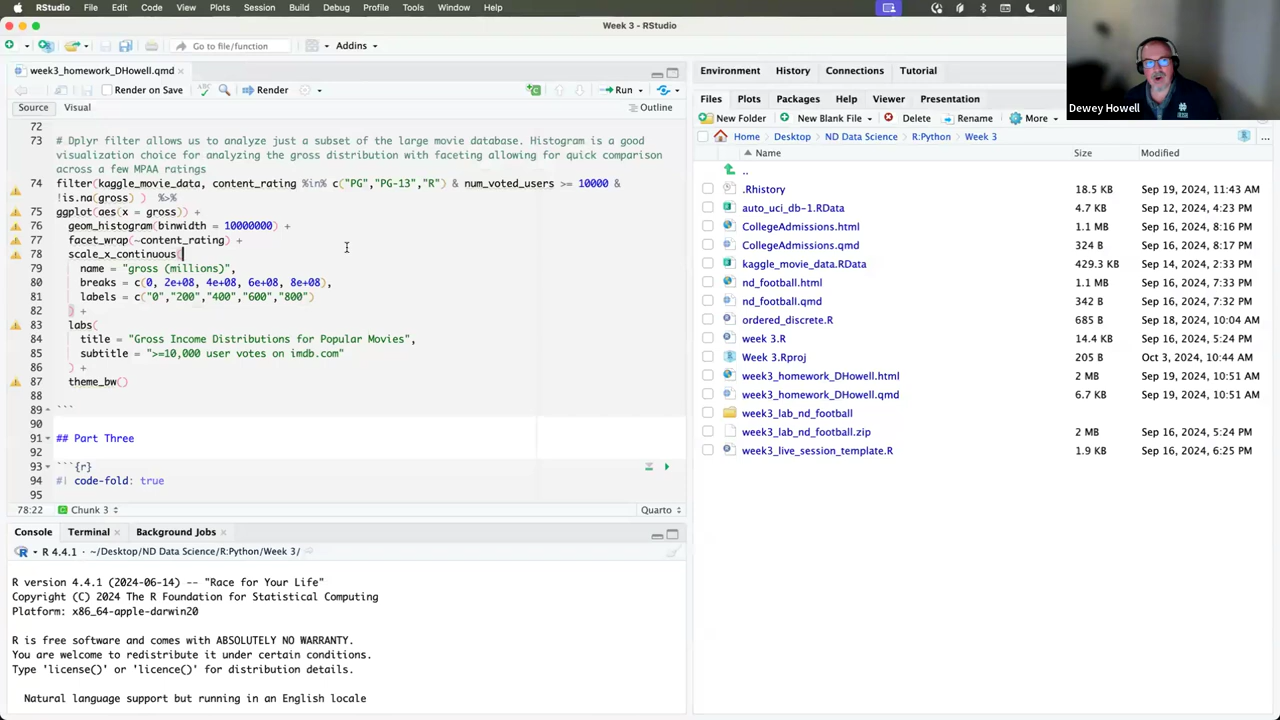 RStudio File Edit Code View Plots Session Build Debug Profile Tools Window Help
Week 3 - RStudio
Go to file/function Addins
week3_homework_DHowell.qmd
Render on Save ABC Render Run
Source Visual Outline
72
73 # Dplyr filter allows us to analyze just a subset of the large movie database. Histogram is a good
visualization choice for analyzing the gross distribution with faceting allowing for quick comparison
across a few MPAA ratings
74 filter(kaggle_movie_data, content_rating %in% c("PG","PG-13","R") & num_voted_users >= 10000 &
!is.na(gross) ) %>%
75 ggplot(aes(x = gross)) +
76 geom_histogram(binwidth = 10000000) +
77 facet_wrap(~content_rating) +
78 scale_x_continuous(
79 name = "gross (millions)",
80 breaks = c(0, 2e+08, 4e+08, 6e+08, 8e+08),
81 labels = c("0","200","400","600","800")
82 ) +
83 labs(
84 title = "Gross Income Distributions for Popular Movies",
85 subtitle = ">=10,000 user votes on imdb.com"
86 ) +
87 theme_bw()
88
89 ```
90
91 ## Part Three
92
93 ```{r}
94 #| code-fold: true
95
78:22 Chunk 3 Quarto
Console Terminal Background Jobs
R 4.4.1 · ~/Desktop/ND Data Science/R:Python/Week 3/
R version 4.4.1 (2024-06-14) -- "Race for Your Life"
Copyright (C) 2024 The R Foundation for Statistical Computing
Platform: x86_64-apple-darwin20
R is free software and comes with ABSOLUTELY NO WARRANTY.
You are welcome to redistribute it under certain conditions.
Type 'license()' or 'licence()' for distribution details.
Natural language support but running in an English locale
Environment History Connections Tutorial
Files Plots Packages Help Viewer Presentation
New Folder New Blank File Delete Rename More
Home Desktop ND Data Science R:Python Week 3 ...
Name Size Modified
..
.Rhistory 18.5 KB Sep 19, 2024, 11:43 AM
auto_uci_db-1.RData 4.7 KB Sep 12, 2024, 4:23 PM
CollegeAdmissions.html 1.1 MB Sep 16, 2024, 8:16 PM
CollegeAdmissions.qmd 324 B Sep 16, 2024, 8:17 PM
kaggle_movie_data.RData 429.3 KB Sep 14, 2024, 2:33 PM
nd_football.html 1.1 MB Sep 16, 2024, 7:33 PM
nd_football.qmd 342 B Sep 16, 2024, 7:32 PM
ordered_discrete.R 685 B Sep 18, 2024, 10:04 AM
week 3.R 14.4 KB Sep 16, 2024, 5:24 PM
Week 3.Rproj 205 B Oct 3, 2024, 10:44 AM
week3_homework_DHowell.html 2 MB Sep 19, 2024, 10:51 AM
week3_homework_DHowell.qmd 6.7 KB Sep 19, 2024, 10:51 AM
week3_lab_nd_football
week3_lab_nd_football.zip 2 MB Sep 16, 2024, 5:24 PM
week3_live_session_template.R 1.9 KB Sep 16, 2024, 6:25 PM
Dewey Howell